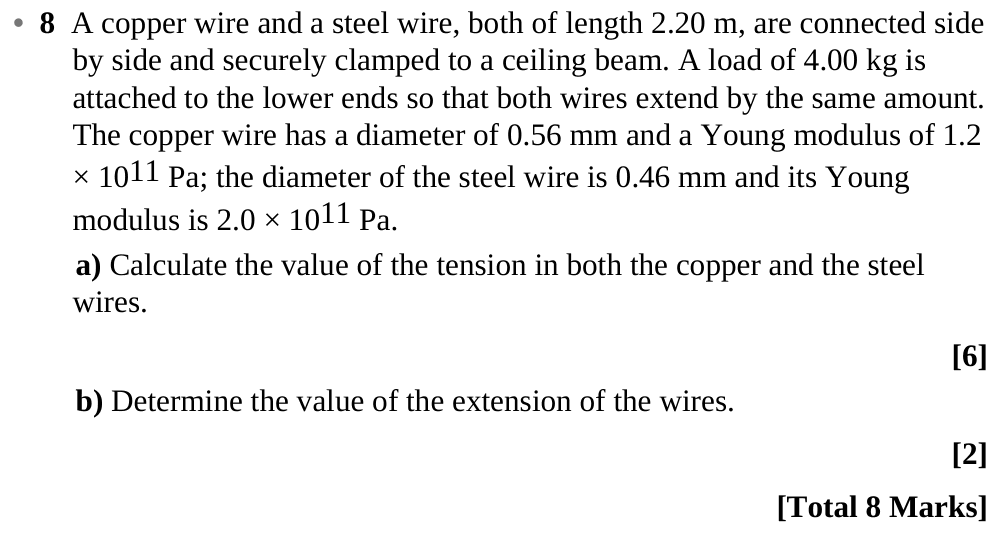 • 8 A copper wire and a steel wire, both of length 2.20 m, are connected side
by side and securely clamped to a ceiling beam. A load of 4.00 kg is
attached to the lower ends so that both wires extend by the same amount.
The copper wire has a diameter of 0.56 mm and a Young modulus of 1.2
× 10¹¹ Pa; the diameter of the steel wire is 0.46 mm and its Young
modulus is 2.0 × 10¹¹ Pa.
a) Calculate the value of the tension in both the copper and the steel
wires.
[6]
b) Determine the value of the extension of the wires.
[2]
[Total 8 Marks]